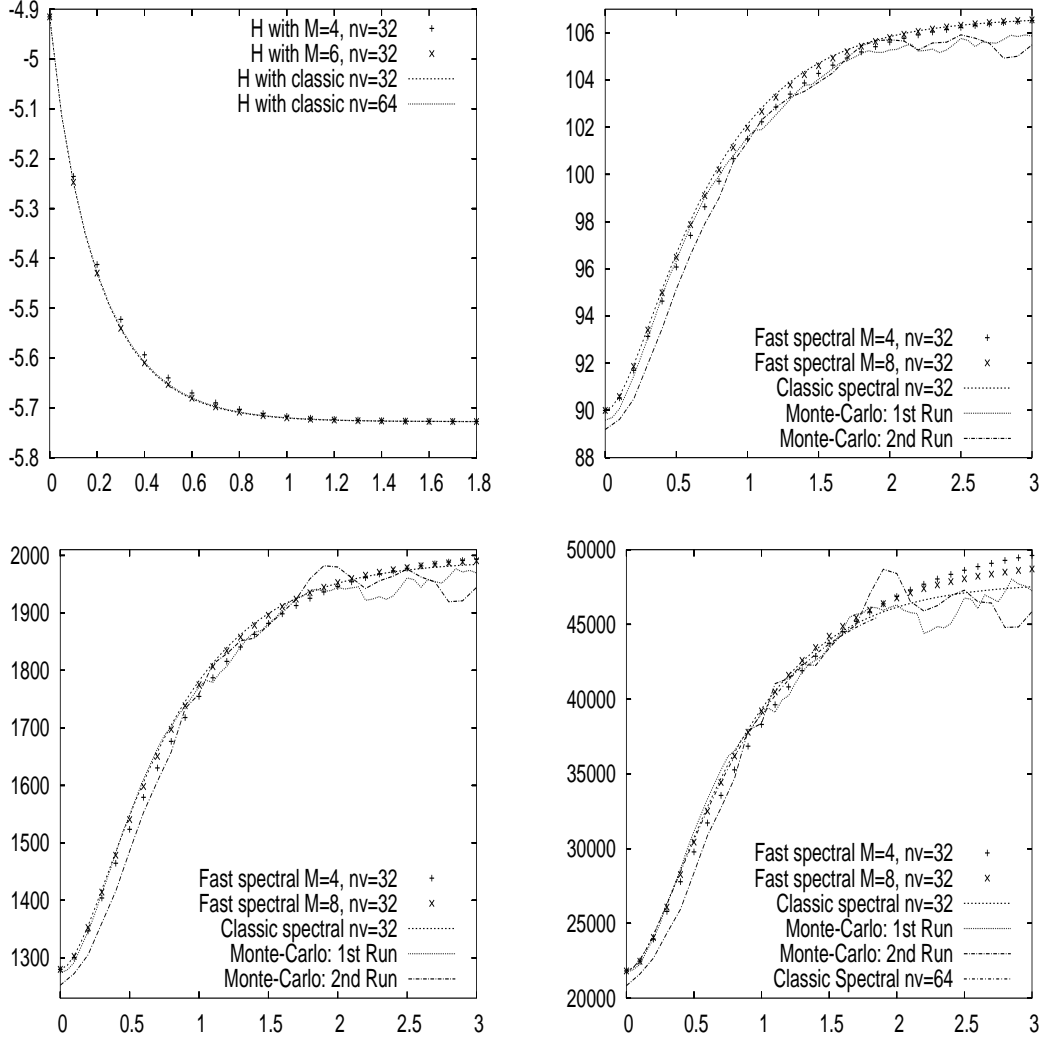 -4.9
-5
-5.1
-5.2
-5.3
-5.4
-5.5
-5.6
-5.7
-5.8
0 0.2 0.4 0.6 0.8 1 1.2 1.4 1.6 1.8
H with M=4, nv=32
H with M=6, nv=32
H with classic nv=32
H with classic nv=64
106
104
102
100
98
96
94
92
90
88
0 0.5 1 1.5 2 2.5 3
Fast spectral M=4, nv=32
Fast spectral M=8, nv=32
Classic spectral nv=32
Monte-Carlo: 1st Run
Monte-Carlo: 2nd Run
2000
1900
1800
1700
1600
1500
1400
1300
0 0.5 1 1.5 2 2.5 3
Fast spectral M=4, nv=32
Fast spectral M=8, nv=32
Classic spectral nv=32
Monte-Carlo: 1st Run
Monte-Carlo: 2nd Run
50000
45000
40000
35000
30000
25000
20000
0 0.5 1 1.5 2 2.5 3
Fast spectral M=4, nv=32
Fast spectral M=8, nv=32
Classic spectral nv=32
Monte-Carlo: 1st Run
Monte-Carlo: 2nd Run
Classic Spectral nv=64